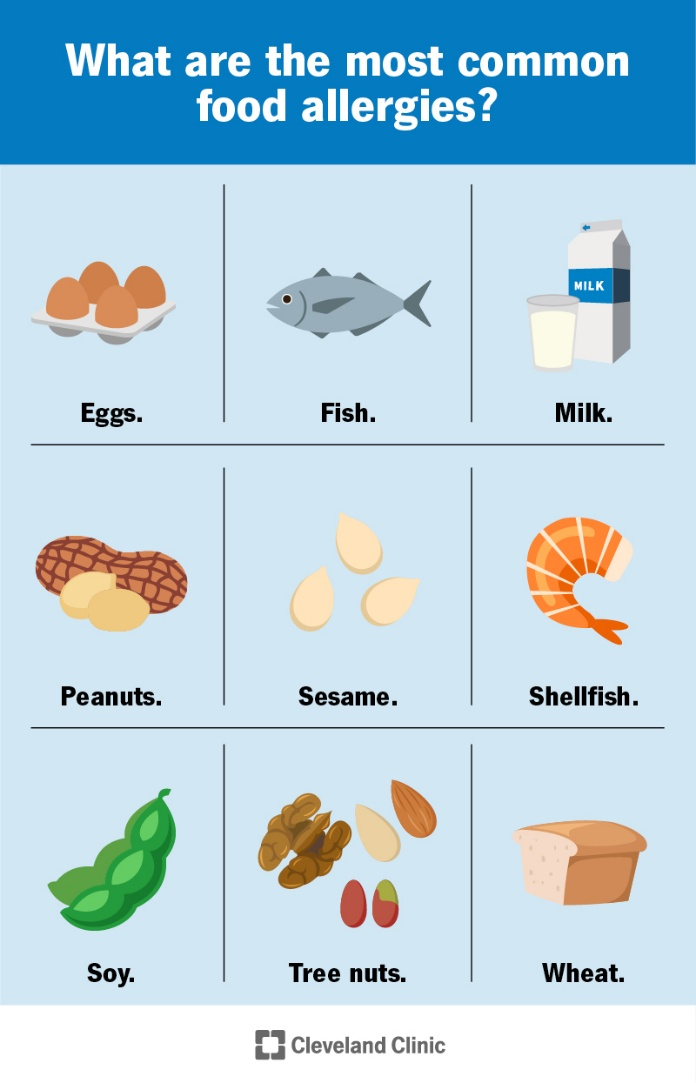 What are the most common
food allergies?
Eggs.
Fish.
MILK
Milk.
Peanuts.
Sesame.
Shellfish.
Soy.
Tree nuts.
Wheat.
Cleveland Clinic